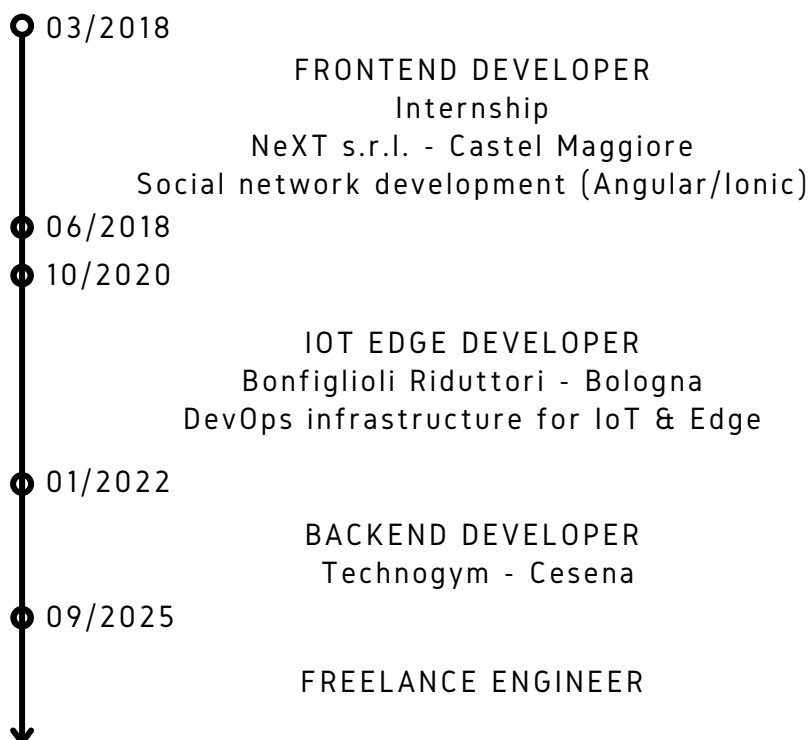 03/2018
FRONTEND DEVELOPER
Internship
NeXT s.r.l. - Castel Maggiore
Social network development (Angular/Ionic)
06/2018
10/2020
IOT EDGE DEVELOPER
Bonfiglioli Riduttori - Bologna
DevOps infrastructure for IoT & Edge
01/2022
BACKEND DEVELOPER
Technogym - Cesena
09/2025
FREELANCE ENGINEER